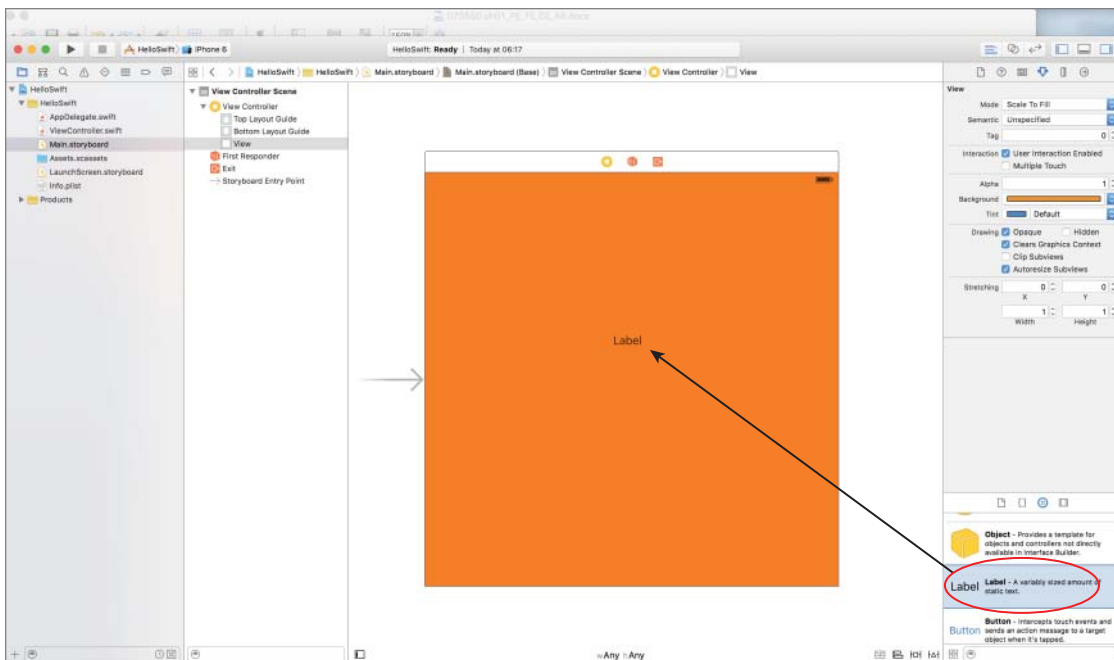 HelloSwift
iPhone 6
HelloSwift: Ready | Today at 06:17
HelloSwift
HelloSwift
Main.storyboard
Main.storyboard (Base)
View Controller Scene
View Controller
View
HelloSwift
HelloSwift
AppDelegate.swift
ViewController.swift
Main.storyboard
Assets.xcassets
LaunchScreen.storyboard
Info.plist
Products
View Controller Scene
View Controller
Top Layout Guide
Bottom Layout Guide
View
First Responder
Exit
Storyboard Entry Point
Label
wAny hAny
View
Mode Scale To Fill
Semantic Unspecified
Tag 0
Interaction User Interaction Enabled
Multiple Touch
Alpha 1
Background
Tint Default
Drawing Opaque Hidden
Clears Graphics Context
Clip Subviews
Autoresize Subviews
Stretching 0 0
X Y
1 1
Width Height
Object - Provides a template for
objects and controllers not directly
available in Interface Builder.
Label
Label - A variably sized amount of
static text.
Button
Button - Intercepts touch events and
sends an action message to a target
object when it's tapped.